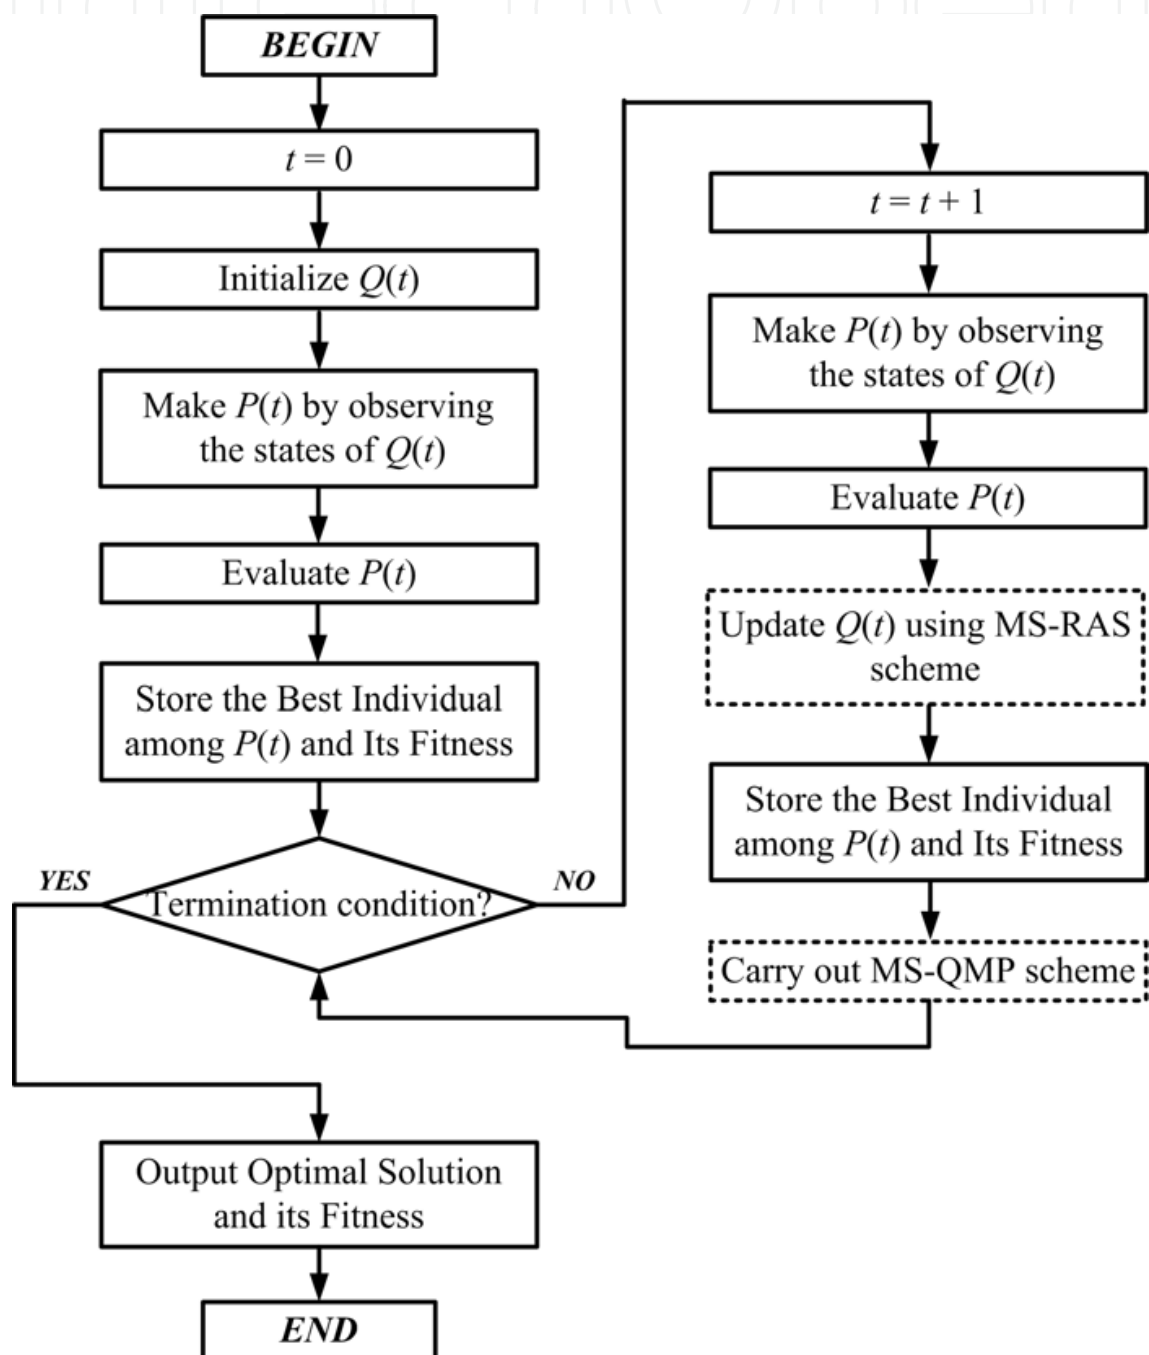 BEGIN
t = 0
Initialize Q(t)
Make P(t) by observing
the states of Q(t)
Evaluate P(t)
Store the Best Individual
among P(t) and Its Fitness
YES
Termination condition?
NO
t = t + 1
Make P(t) by observing
the states of Q(t)
Evaluate P(t)
Update Q(t) using MS-RAS
scheme
Store the Best Individual
among P(t) and Its Fitness
Carry out MS-QMP scheme
Output Optimal Solution
and its Fitness
END